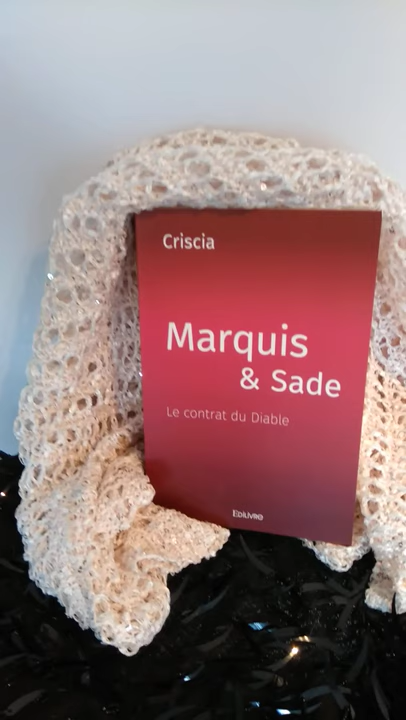 Criscia
Marquis
& Sade
Le contrat du Diable
EDILIVRE